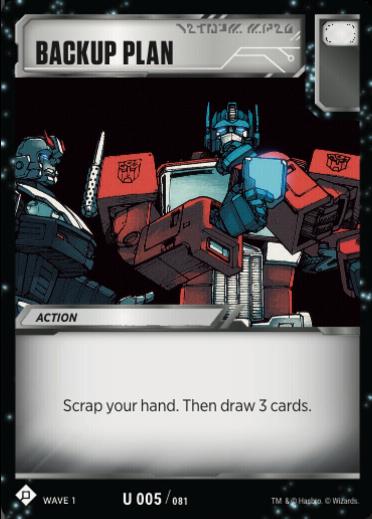 BACKUP PLAN
ACTION
Scrap your hand. Then draw 3 cards.
WAVE 1
U 005 / 081
TM & © Hasbro. © Wizards.